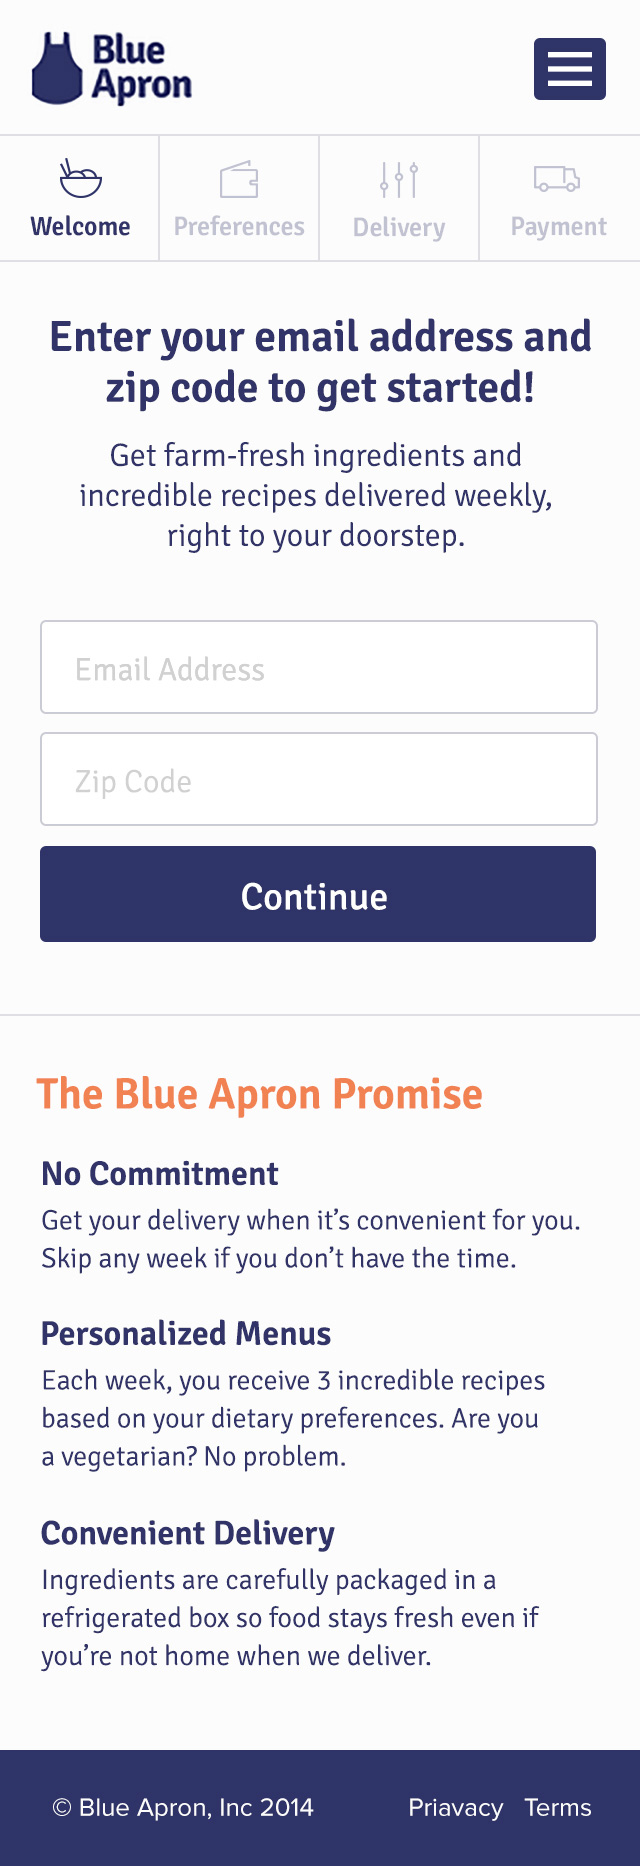 Blue
Apron
Welcome
Preferences
Delivery
Payment
Enter your email address and
zip code to get started!
Get farm-fresh ingredients and
incredible recipes delivered weekly,
right to your doorstep.
Email Address
Zip Code
Continue
The Blue Apron Promise
No Commitment
Get your delivery when it’s convenient for you.
Skip any week if you don’t have the time.
Personalized Menus
Each week, you receive 3 incredible recipes
based on your dietary preferences. Are you
a vegetarian? No problem.
Convenient Delivery
Ingredients are carefully packaged in a
refrigerated box so food stays fresh even if
you’re not home when we deliver.
© Blue Apron, Inc 2014 Priavacy Terms